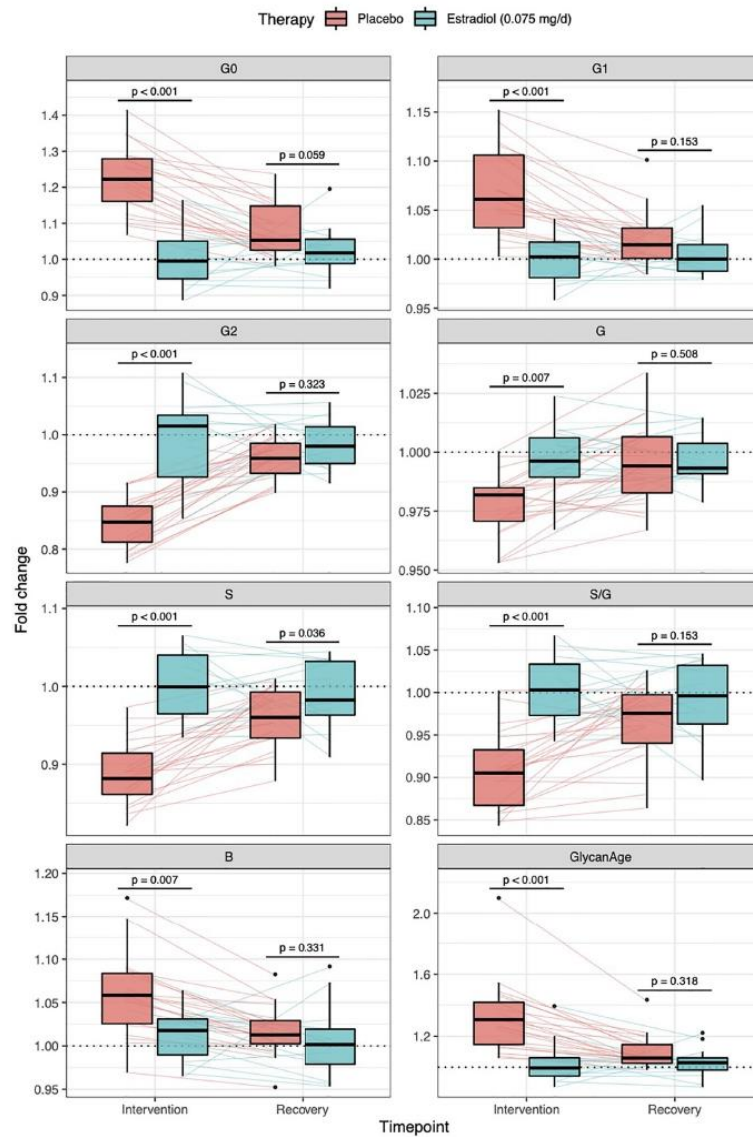 Therapy Placebo Estradiol (0.075 mg/d)
G0
p < 0.001
p = 0.059
1.4
1.3
1.2
1.1
1.0
0.9
G1
p < 0.001
p = 0.153
1.15
1.10
1.05
1.00
0.95
G2
p < 0.001
p = 0.323
1.1
1.0
0.9
0.8
G
p = 0.007
p = 0.508
1.025
1.000
0.975
0.950
Fold change
S
p < 0.001
p = 0.036
1.1
1.0
0.9
S/G
p < 0.001
p = 0.153
1.10
1.05
1.00
0.95
0.90
0.85
B
p = 0.007
p = 0.331
1.20
1.15
1.10
1.05
1.00
0.95
GlycanAge
p < 0.001
p = 0.318
2.0
1.6
1.2
Intervention Recovery
Intervention Recovery
Timepoint